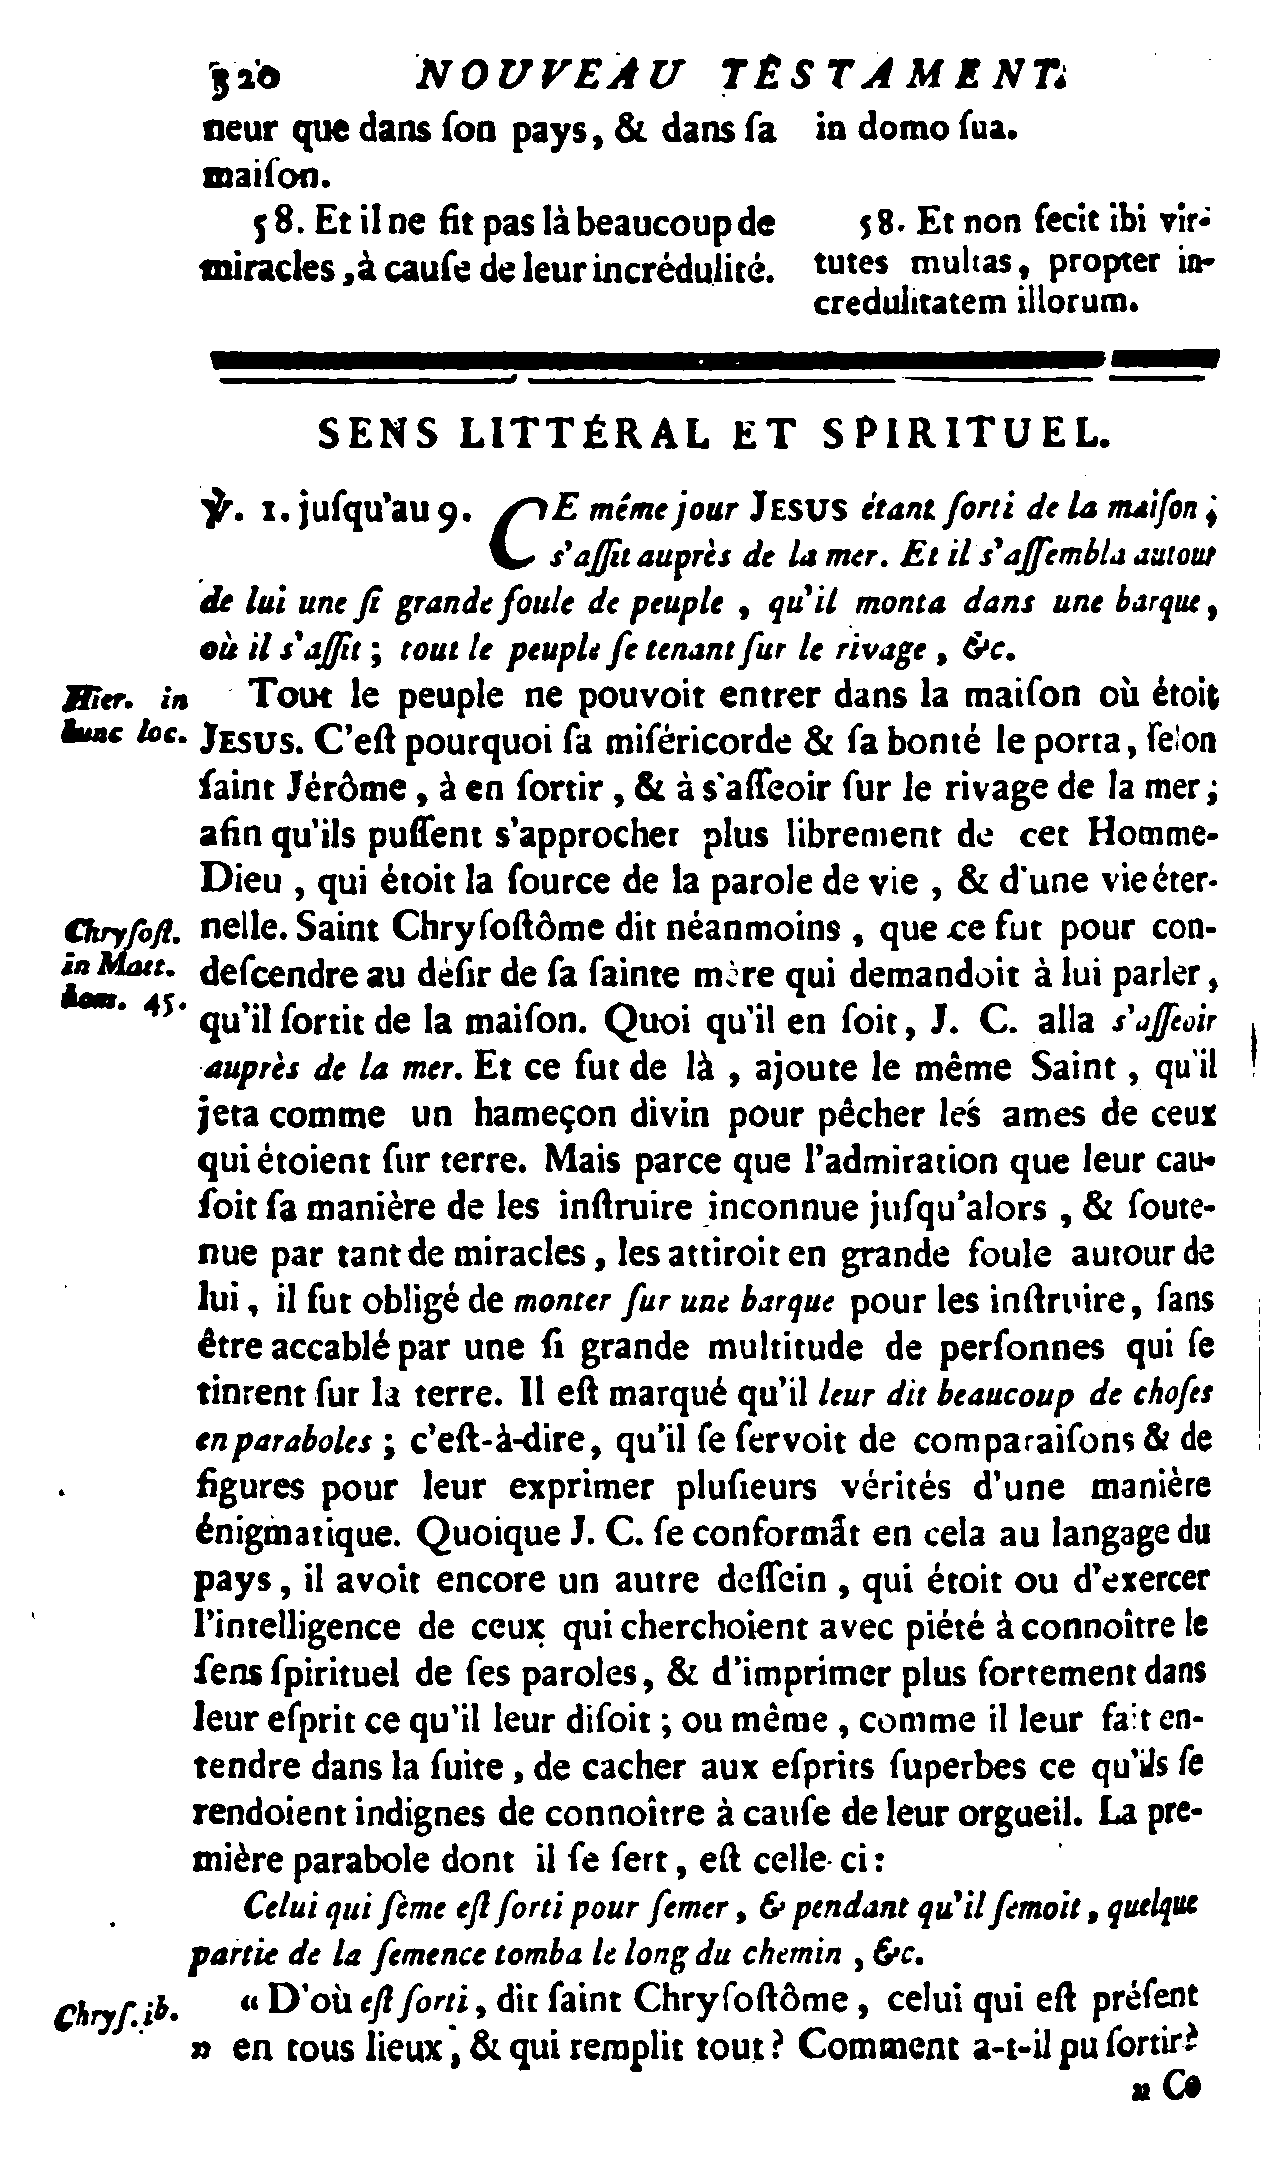 320 NOUVEAU TESTAMENT.
neur que dans ſon pays, & dans ſa
maiſon.
58. Et il ne fit pas là beaucoup de
miracles, à cauſe de leur incrédulité.
in domo ſua.
58. Et non fecit ibi vir-
tutes multas, propter in-
credulitatem illorum.
SENS LITTÉRAL ET SPIRITUEL.
℣. 1. juſqu'au 9. CE même jour JESUS étant ſorti de la maiſon ;
s'aſſit auprès de la mer. Et il s'aſſembla autour
de lui une ſi grande foule de peuple, qu'il monta dans une barque,
où il s'aſſit ; tout le peuple ſe tenant ſur le rivage, &c.
Hier. in
hunc loc.
Tout le peuple ne pouvoit entrer dans la maiſon où étoit
JESUS. C'eſt pourquoi ſa miſéricorde & ſa bonté le porta, ſelon
ſaint Jérôme, à en ſortir, & à s'aſſeoir ſur le rivage de la mer ;
afin qu'ils puſſent s'approcher plus librement de cet Homme-
Dieu, qui étoit la ſource de la parole de vie, & d'une vie éter-
Chryſoſt.
in Matt.
hom. 45.
nelle. Saint Chryſoſtôme dit néanmoins, que ce fut pour con-
deſcendre au déſir de ſa ſainte mère qui demandoit à lui parler,
qu'il ſortit de la maiſon. Quoi qu'il en ſoit, J. C. alla s'aſſeoir
auprès de la mer. Et ce fut de là, ajoute le même Saint, qu'il
jeta comme un hameçon divin pour pêcher les ames de ceux
qui étoient ſur terre. Mais parce que l'admiration que leur cau-
ſoit ſa manière de les inſtruire inconnue juſqu'alors, & ſoute-
nue par tant de miracles, les attiroit en grande foule autour de
lui, il fut obligé de monter ſur une barque pour les inſtruire, ſans
être accablé par une ſi grande multitude de perſonnes qui ſe
tinrent ſur la terre. Il eſt marqué qu'il leur dit beaucoup de choſes
en paraboles ; c'eſt-à-dire, qu'il ſe ſervoit de comparaiſons & de
figures pour leur exprimer pluſieurs vérités d'une manière
énigmatique. Quoique J. C. ſe conformât en cela au langage du
pays, il avoit encore un autre deſſein, qui étoit ou d'exercer
l'intelligence de ceux qui cherchoient avec piété à connoître le
ſens ſpirituel de ſes paroles, & d'imprimer plus fortement dans
leur eſprit ce qu'il leur diſoit ; ou même, comme il leur fait en-
tendre dans la ſuite, de cacher aux eſprits ſuperbes ce qu'ils ſe
rendoient indignes de connoître à cauſe de leur orgueil. La pre-
mière parabole dont il ſe ſert, eſt celle-ci :
Celui qui ſème eſt ſorti pour ſemer, & pendant qu'il ſemoit, quelque
partie de la ſemence tomba le long du chemin, &c.
Chryſ. ib.
« D'où eſt ſorti, dit ſaint Chryſoſtôme, celui qui eſt préſent
» en tous lieux, & qui remplit tout ? Comment a-t-il pu ſortir ?
» Ce